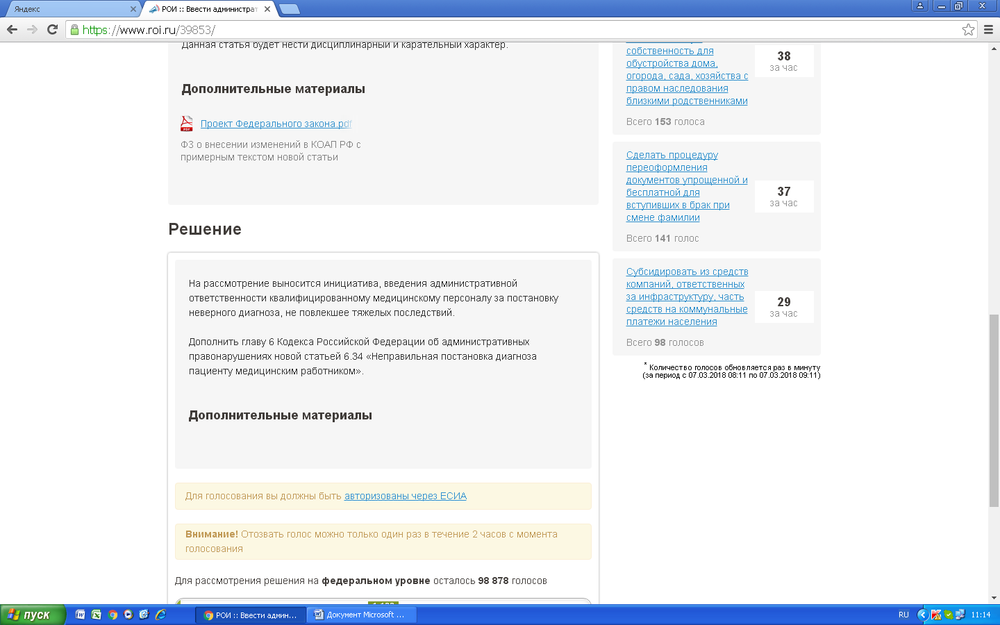 Яндекс
РОИ :: Ввести администрат
https://www.roi.ru/39853/
Данная статья будет нести дисциплинарный и карательный характер.
Дополнительные материалы
Проект Федерального закона.pdf
ФЗ о внесении изменений в КОАП РФ с
примерным текстом новой статьи
Решение
На рассмотрение выносится инициатива, введения административной
ответственности квалифицированному медицинскому персоналу за постановку
неверного диагноза, не повлекшее тяжелых последствий.
Дополнить главу 6 Кодекса Российской Федерации об административных
правонарушениях новой статьей 6.34 «Неправильная постановка диагноза
пациенту медицинским работником».
Дополнительные материалы
Для голосования вы должны быть авторизованы через ЕСИА
Внимание! Отозвать голос можно только один раз в течение 2 часов с момента
голосования
Для рассмотрения решения на федеральном уровне осталось 98 878 голосов
собственность для
обустройства дома,
огорода, сада, хозяйства с
правом наследования
близкими родственниками
38
за час
Всего 153 голоса
Сделать процедуру
переоформления
документов упрощенной и
бесплатной для
вступивших в брак при
смене фамилии
37
за час
Всего 141 голос
Субсидировать из средств
компаний, ответственных
за инфраструктуру, часть
средств на коммунальные
платежи населения
29
за час
Всего 98 голосов
* Количество голосов обновляется раз в минуту
(за период с 07.03.2018 08:11 по 07.03.2018 09:11)
пуск
РОИ :: Ввести админ...
Документ Microsoft ...
RU
11:14